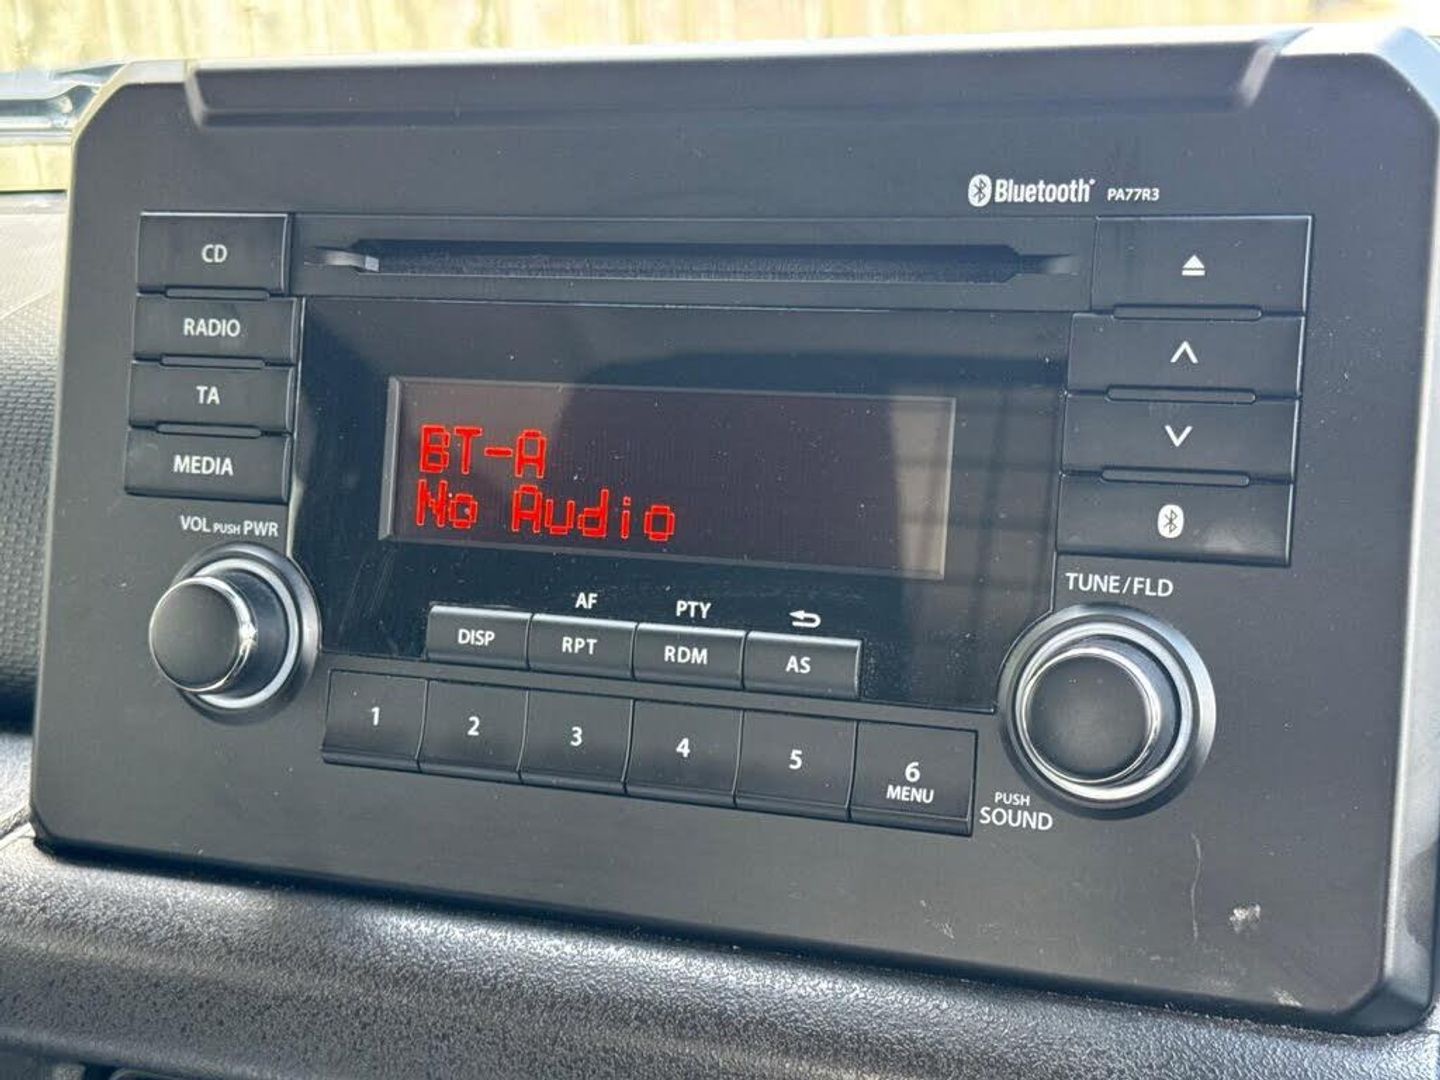 Bluetooth PA77R3
CD
RADIO
TA
MEDIA
VOL PUSH PWR
BT-A
No Audio
TUNE/FLD
AF
PTY
DISP
RPT
RDM
AS
1
2
3
4
5
6
MENU
PUSH
SOUND